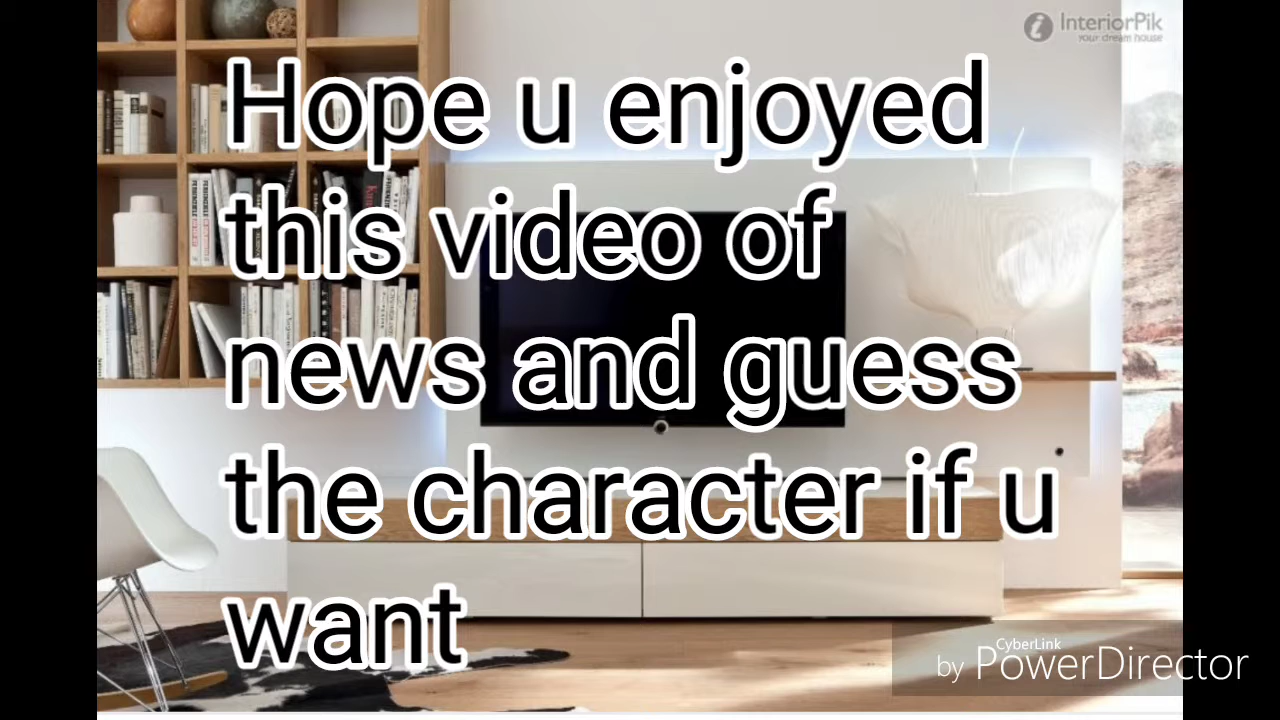 InteriorPik
your dream house
Hope u enjoyed
this video of
news and guess
the character if u
want
CyberLink
by PowerDirector